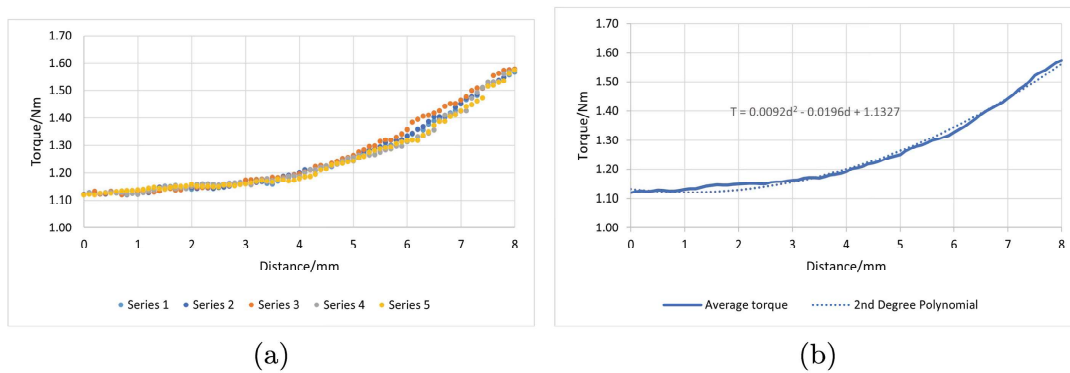 1.70
1.60
1.50
1.40
1.30
1.20
1.10
1.00
Torque/Nm
0 1 2 3 4 5 6 7 8
Distance/mm
Series 1 Series 2 Series 3 Series 4 Series 5
(a)
1.70
1.60
1.50
1.40
1.30
1.20
1.10
1.00
Torque/Nm
T = 0.0092d² - 0.0196d + 1.1327
0 1 2 3 4 5 6 7 8
Distance/mm
Average torque 2nd Degree Polynomial
(b)